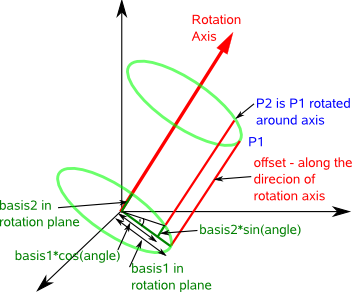 Rotation
Axis
P2 is P1 rotated
around axis
P1
offset - along the
direcion of
rotation axis
basis2 in
rotation plane
basis2*sin(angle)
basis1*cos(angle)
basis1 in
rotation plane